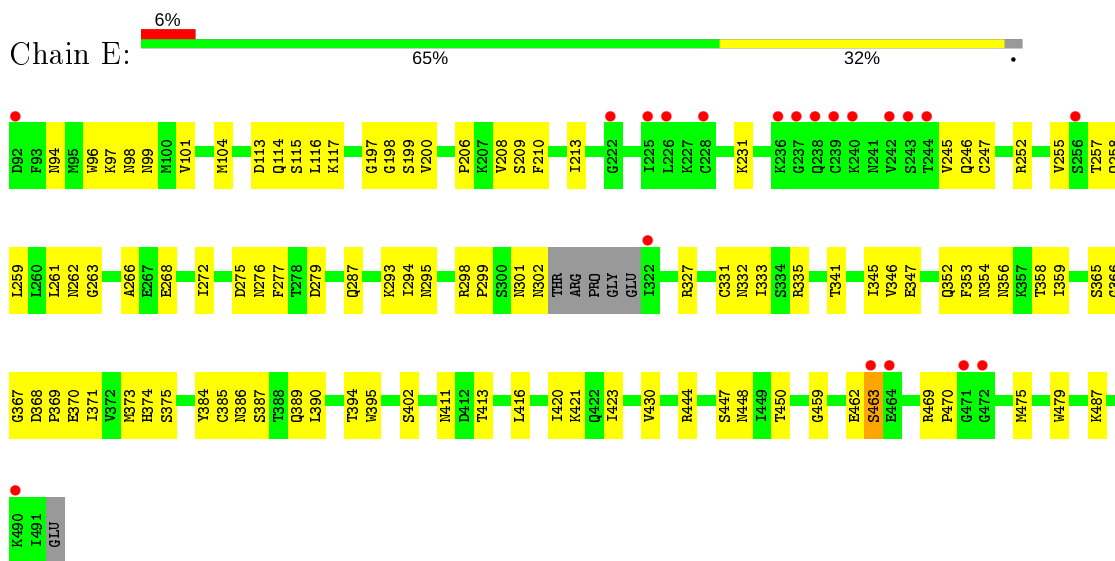 6%
Chain E:
65% 32% •
D92 F93 N94 M95 W96 K97 N98 N99 M100 V101 M104 D113 Q114 S115 L116 K117 G197 G198 S199 V200 P206 K207 V208 S209 F210 I213 G222 I225 L226 K227 C228 K231 K236 G237 Q238 C239 K240 N241 V242 S243 T244 V245 Q246 C247 R252 V255 S256 T257 Q258
L259 L260 L261 N262 G263 A266 E267 E268 I272 D275 N276 F277 T278 D279 Q287 K293 I294 N295 R298 P299 S300 N301 N302 THR ARG PRO GLY GLU I322 R327 C331 N332 I333 S334 R335 T341 I345 V346 E347 Q352 F353 N354 N356 K357 T358 I359 S365 G366
G367 D368 P369 E370 I371 V372 M373 H374 S375 Y384 C385 N386 S387 T388 Q389 L390 T394 W395 S402 N411 D412 T413 L416 I420 K421 Q422 I423 V430 R444 S447 N448 I449 T450 G459 E462 S463 E464 R469 P470 G471 G472 M475 W479 K487
K490 I491 GLU